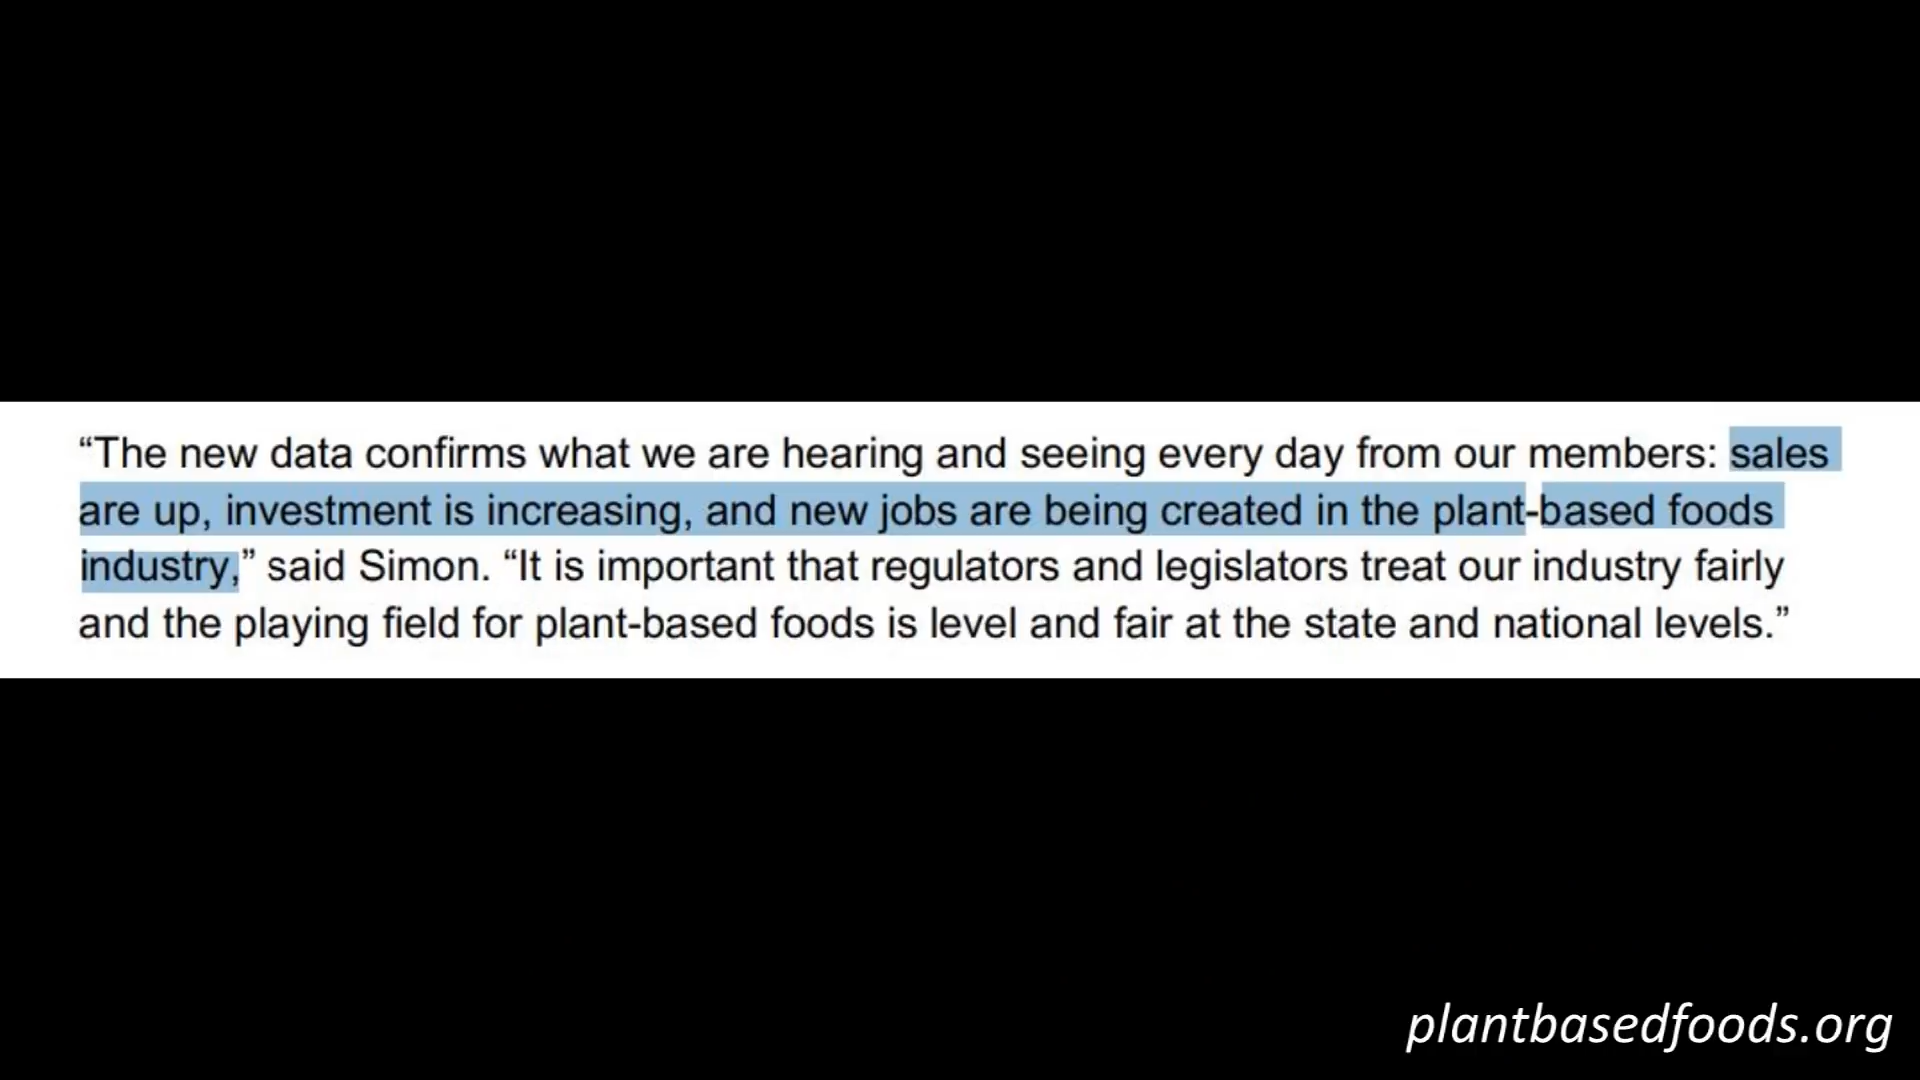 “The new data confirms what we are hearing and seeing every day from our members: sales
are up, investment is increasing, and new jobs are being created in the plant-based foods
industry,” said Simon. “It is important that regulators and legislators treat our industry fairly
and the playing field for plant-based foods is level and fair at the state and national levels.”
plantbasedfoods.org